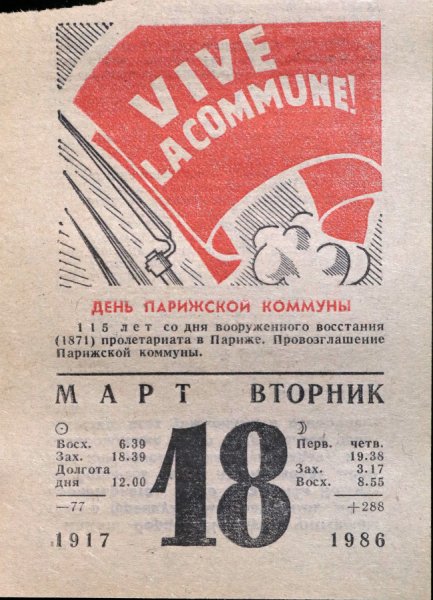 VIVE
LA COMMUNE!
ДЕНЬ ПАРИЖСКОЙ КОММУНЫ
115 лет со дня вооруженного восстания
(1871) пролетариата в Париже. Провозглашение
Парижской коммуны.
МАРТ ВТОРНИК
18
Восх. 6.39
Зах. 18.39
Долгота
дня 12.00
—77
1917
Перв. четв.
19.38
Зах. 3.17
Восх. 8.55
+288
1986